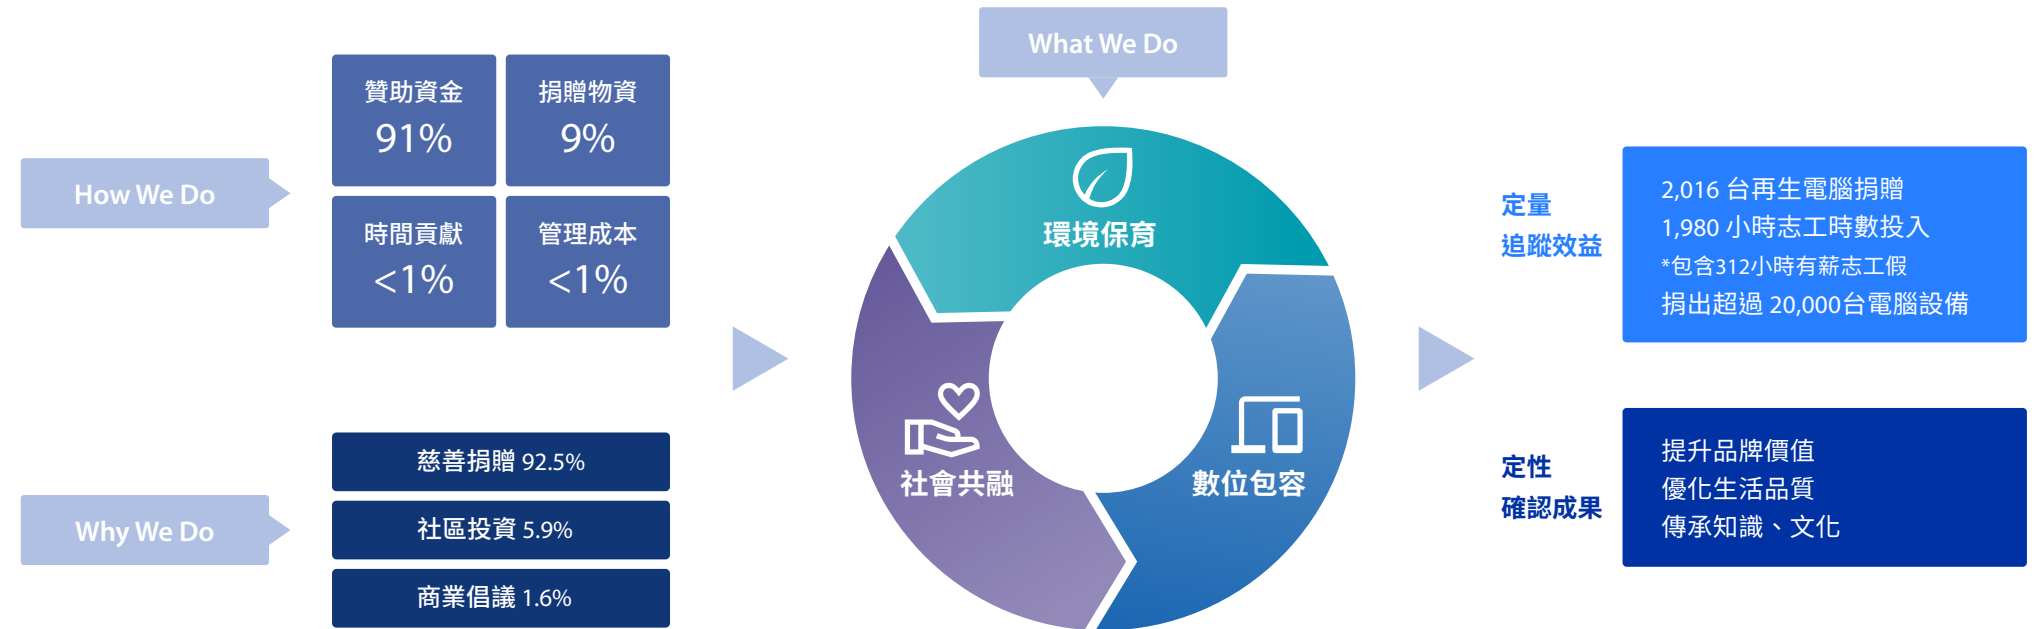 How We Do
贊助資金
91%
捐贈物資
9%
時間貢獻
<1%
管理成本
<1%
Why We Do
慈善捐贈 92.5%
社區投資 5.9%
商業倡議 1.6%
What We Do
環境保育
社會共融
數位包容
定量
追蹤效益
2,016 台再生電腦捐贈
1,980 小時志工時數投入
*包含312小時有薪志工假
捐出超過 20,000台電腦設備
定性
確認成果
提升品牌價值
優化生活品質
傳承知識、文化